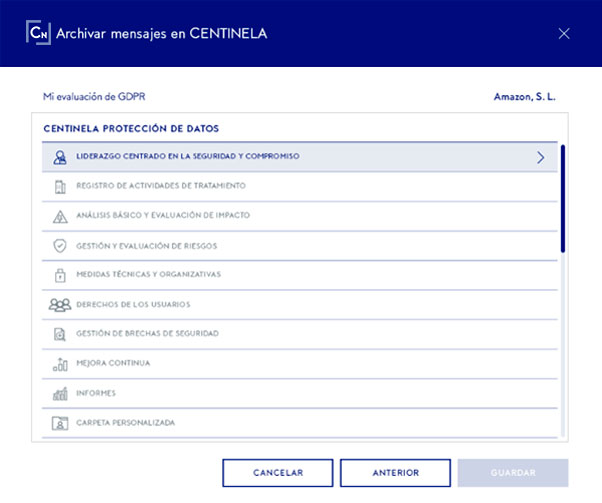 CN Archivar mensajes en CENTINELA
Mi evaluación de GDPR Amazon, S. L.
CENTINELA PROTECCIÓN DE DATOS
LIDERAZGO CENTRADO EN LA SEGURIDAD Y COMPROMISO
REGISTRO DE ACTIVIDADES DE TRATAMIENTO
ANÁLISIS BÁSICO Y EVALUACIÓN DE IMPACTO
GESTIÓN Y EVALUACIÓN DE RIESGOS
MEDIDAS TÉCNICAS Y ORGANIZATIVAS
DERECHOS DE LOS USUARIOS
GESTIÓN DE BRECHAS DE SEGURIDAD
MEJORA CONTINUA
INFORMES
CARPETA PERSONALIZADA
CANCELAR ANTERIOR GUARDAR